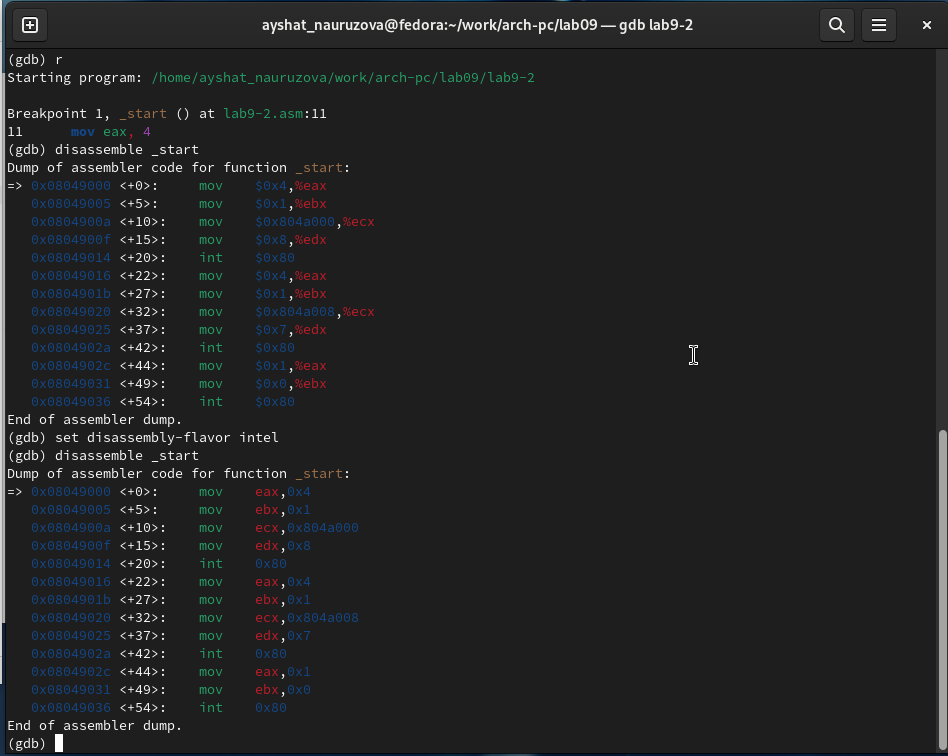 ayshat_nauruzova@fedora:~/work/arch-pc/lab09 — gdb lab9-2
(gdb) r
Starting program: /home/ayshat_nauruzova/work/arch-pc/lab09/lab9-2
Breakpoint 1, _start () at lab9-2.asm:11
11      mov eax, 4
(gdb) disassemble _start
Dump of assembler code for function _start:
=> 0x08049000 <+0>:     mov    $0x4,%eax
   0x08049005 <+5>:     mov    $0x1,%ebx
   0x0804900a <+10>:    mov    $0x804a000,%ecx
   0x0804900f <+15>:    mov    $0x8,%edx
   0x08049014 <+20>:    int    $0x80
   0x08049016 <+22>:    mov    $0x4,%eax
   0x0804901b <+27>:    mov    $0x1,%ebx
   0x08049020 <+32>:    mov    $0x804a008,%ecx
   0x08049025 <+37>:    mov    $0x7,%edx
   0x0804902a <+42>:    int    $0x80
   0x0804902c <+44>:    mov    $0x1,%eax
   0x08049031 <+49>:    mov    $0x0,%ebx
   0x08049036 <+54>:    int    $0x80
End of assembler dump.
(gdb) set disassembly-flavor intel
(gdb) disassemble _start
Dump of assembler code for function _start:
=> 0x08049000 <+0>:     mov    eax,0x4
   0x08049005 <+5>:     mov    ebx,0x1
   0x0804900a <+10>:    mov    ecx,0x804a000
   0x0804900f <+15>:    mov    edx,0x8
   0x08049014 <+20>:    int    0x80
   0x08049016 <+22>:    mov    eax,0x4
   0x0804901b <+27>:    mov    ebx,0x1
   0x08049020 <+32>:    mov    ecx,0x804a008
   0x08049025 <+37>:    mov    edx,0x7
   0x0804902a <+42>:    int    0x80
   0x0804902c <+44>:    mov    eax,0x1
   0x08049031 <+49>:    mov    ebx,0x0
   0x08049036 <+54>:    int    0x80
End of assembler dump.
(gdb)